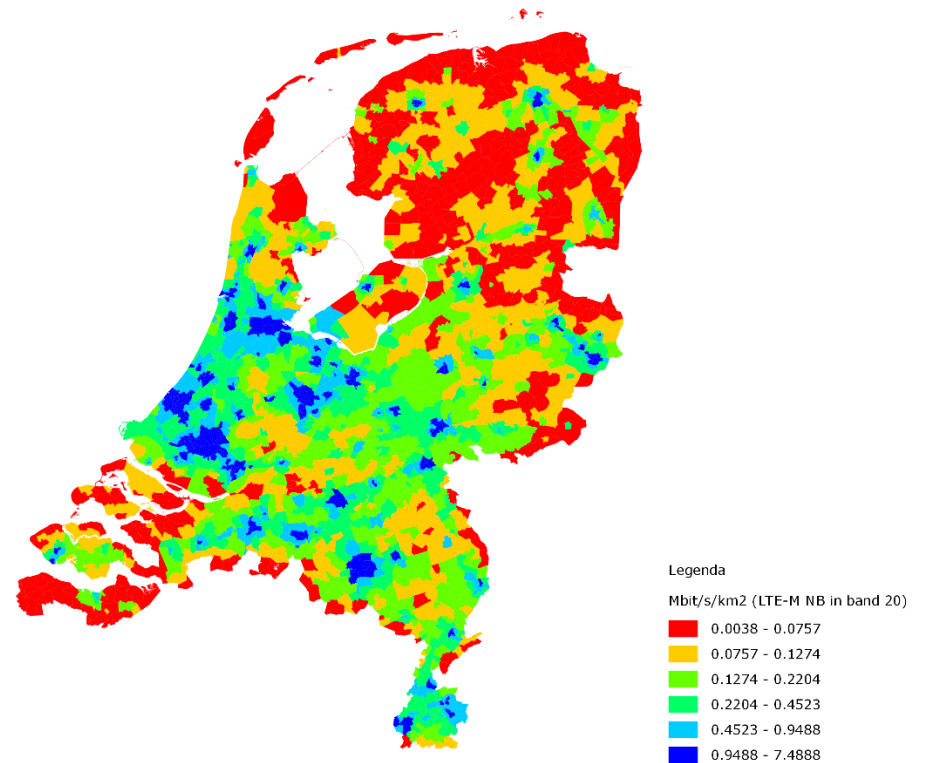 Legenda
Mbit/s/km2 (LTE-M NB in band 20)
0.0038 - 0.0757
0.0757 - 0.1274
0.1274 - 0.2204
0.2204 - 0.4523
0.4523 - 0.9488
0.9488 - 7.4888